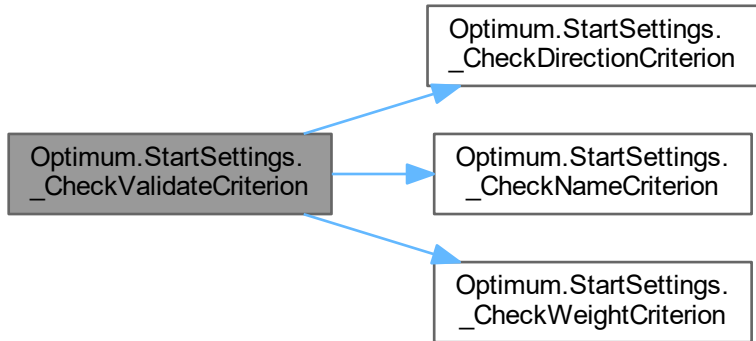 Optimum.StartSettings.
_CheckDirectionCriterion
Optimum.StartSettings.
_CheckValidateCriterion
Optimum.StartSettings.
_CheckNameCriterion
Optimum.StartSettings.
_CheckWeightCriterion